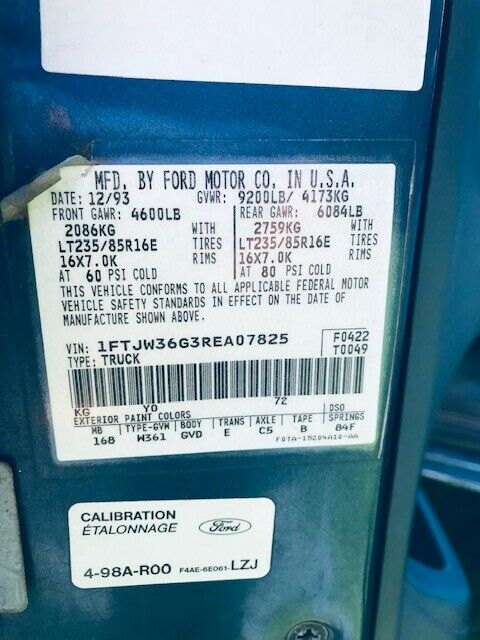 MFD. BY FORD MOTOR CO. IN U.S.A.
DATE: 12/93 GVWR: 9200LB/ 4173KG
FRONT GAWR: 4600LB REAR GAWR: 6084LB
2086KG WITH 2759KG WITH
LT235/85R16E TIRES LT235/85R16E TIRES
16X7.0K RIMS 16X7.0K RIMS
AT 60 PSI COLD AT 80 PSI COLD
THIS VEHICLE CONFORMS TO ALL APPLICABLE FEDERAL MOTOR
VEHICLE SAFETY STANDARDS IN EFFECT ON THE DATE OF
MANUFACTURE SHOWN ABOVE.
VIN: 1FTJW36G3REA07825 F0422
TYPE: TRUCK T0049
KG YO 72
EXTERIOR PAINT COLORS DSO
WB TYPE-GVW BODY TRANS AXLE TAPE SPRINGS
168 W361 GVD E C5 B 84F
F0TA-15204A10-AA
CALIBRATION
ÉTALONNAGE Ford
4-98A-R00 F4AE-6E061-LZJ